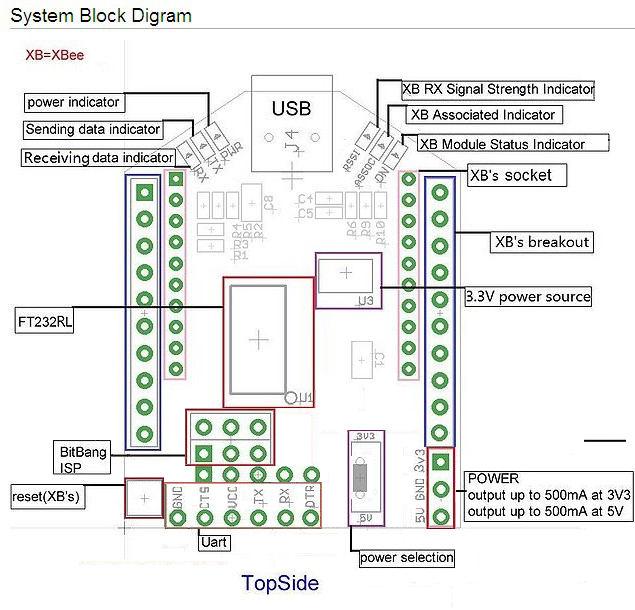 System Block Digram
XB=XBee
power indicator
Sending data indicator
Receiving data indicator
USB
J4
XB RX Signal Strength Indicator
XB Associated Indicator
XB Module Status Indicator
PWR
TX
RX
RSSI
ASSOC
ON
XB's socket
XB's breakout
C8
C4
C5
R4
R5
R2
R3
R1
R6
R9
R10
U3
3.3V power source
FT232RL
U1
C1
BitBang
ISP
reset(XB's)
GND
CTS
VCC
TX
RX
DTR
Uart
3V3
5V
power selection
3V3
GND
5V
POWER
output up to 500mA at 3V3
output up to 500mA at 5V
TopSide